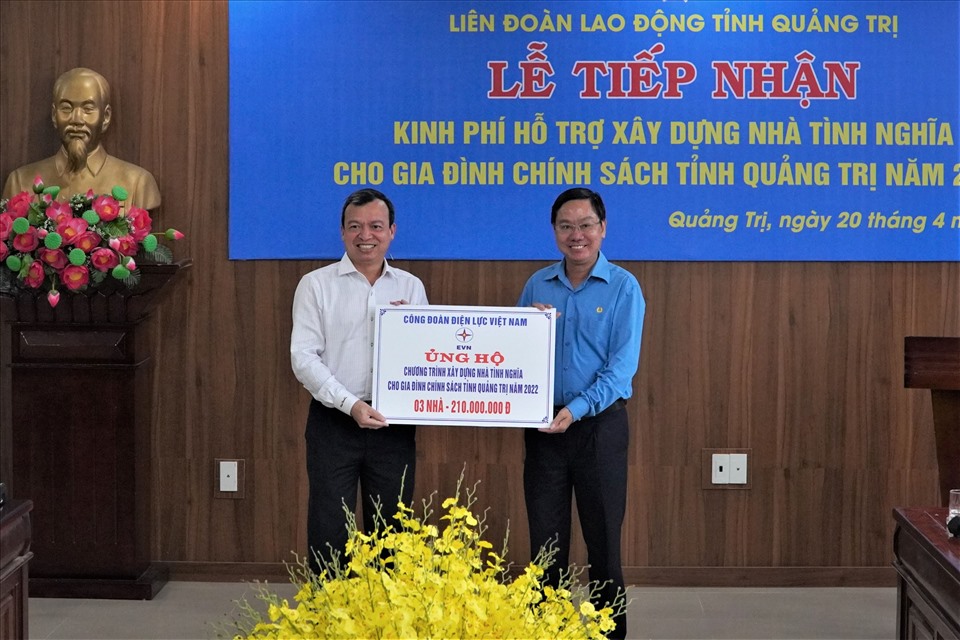 LIÊN ĐOÀN LAO ĐỘNG TỈNH QUẢNG TRỊ
LỄ TIẾP NHẬN
KINH PHÍ HỖ TRỢ XÂY DỰNG NHÀ TÌNH NGHĨA
CHO GIA ĐÌNH CHÍNH SÁCH TỈNH QUẢNG TRỊ NĂM 2
Quảng Trị, ngày 20 tháng 4 n
CÔNG ĐOÀN ĐIỆN LỰC VIỆT NAM
EVN
ỦNG HỘ
CHƯƠNG TRÌNH XÂY DỰNG NHÀ TÌNH NGHĨA
CHO GIA ĐÌNH CHÍNH SÁCH TỈNH QUẢNG TRỊ NĂM 2022
03 NHÀ - 210.000.000 Đ